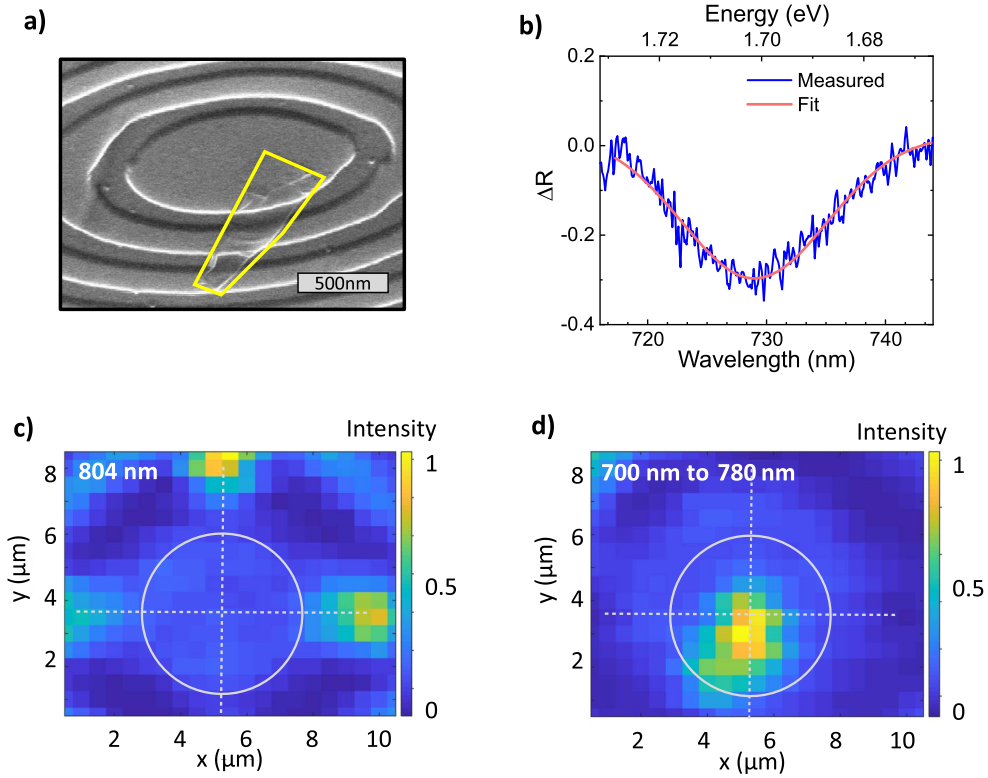 a)
500nm
b)
Energy (eV)
1.72 1.70 1.68
0.2
0.0
-0.2
-0.4
ΔR
Measured
Fit
720 730 740
Wavelength (nm)
c)
Intensity
804 nm
8
6
4
2
y (µm)
2 4 6 8 10
x (µm)
1
0.5
0
d)
Intensity
700 nm to 780 nm
8
6
4
2
y (µm)
2 4 6 8 10
x (µm)
1
0.5
0